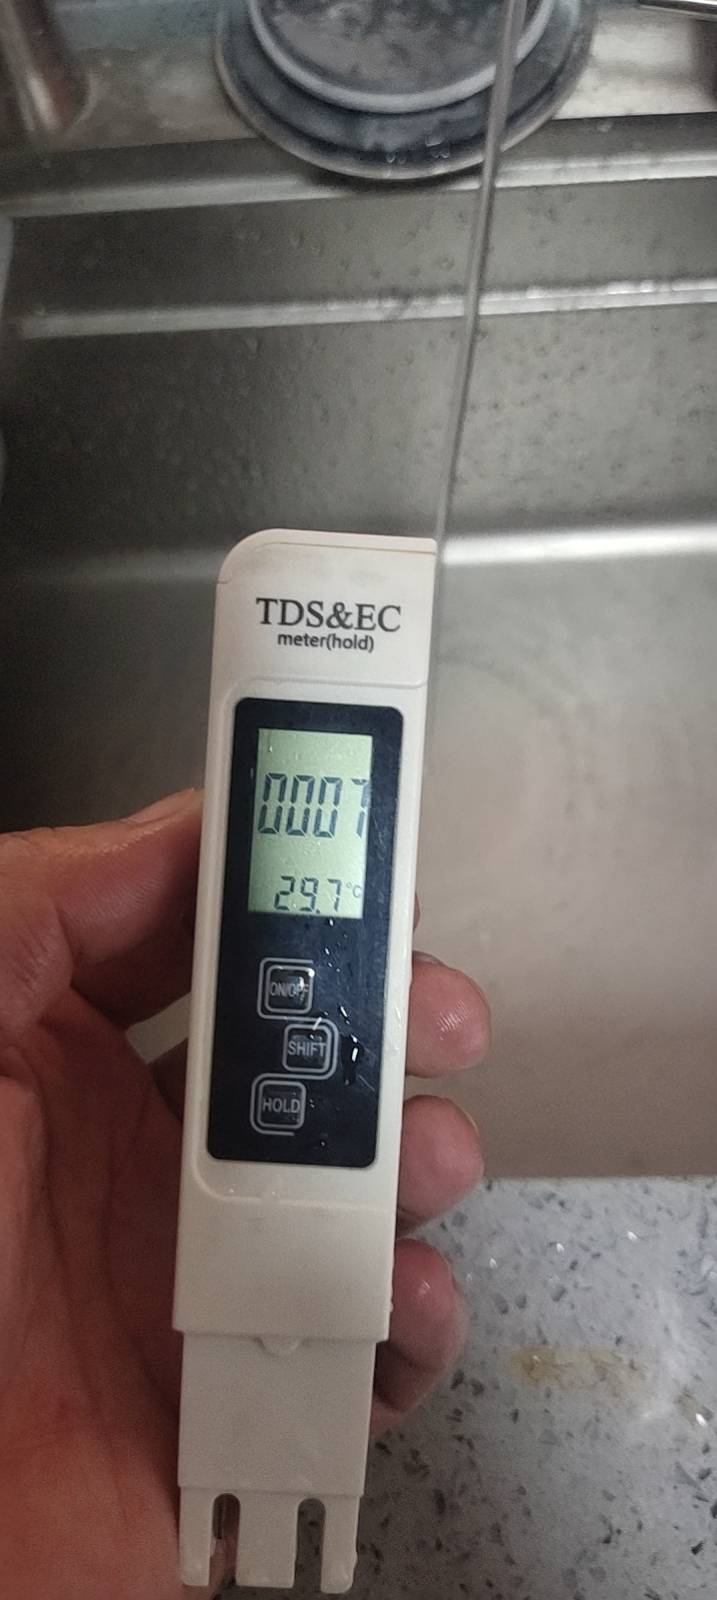 TDS&EC
meter(hold)
0007
29.7°C
ON/OFF
SHIFT
HOLD